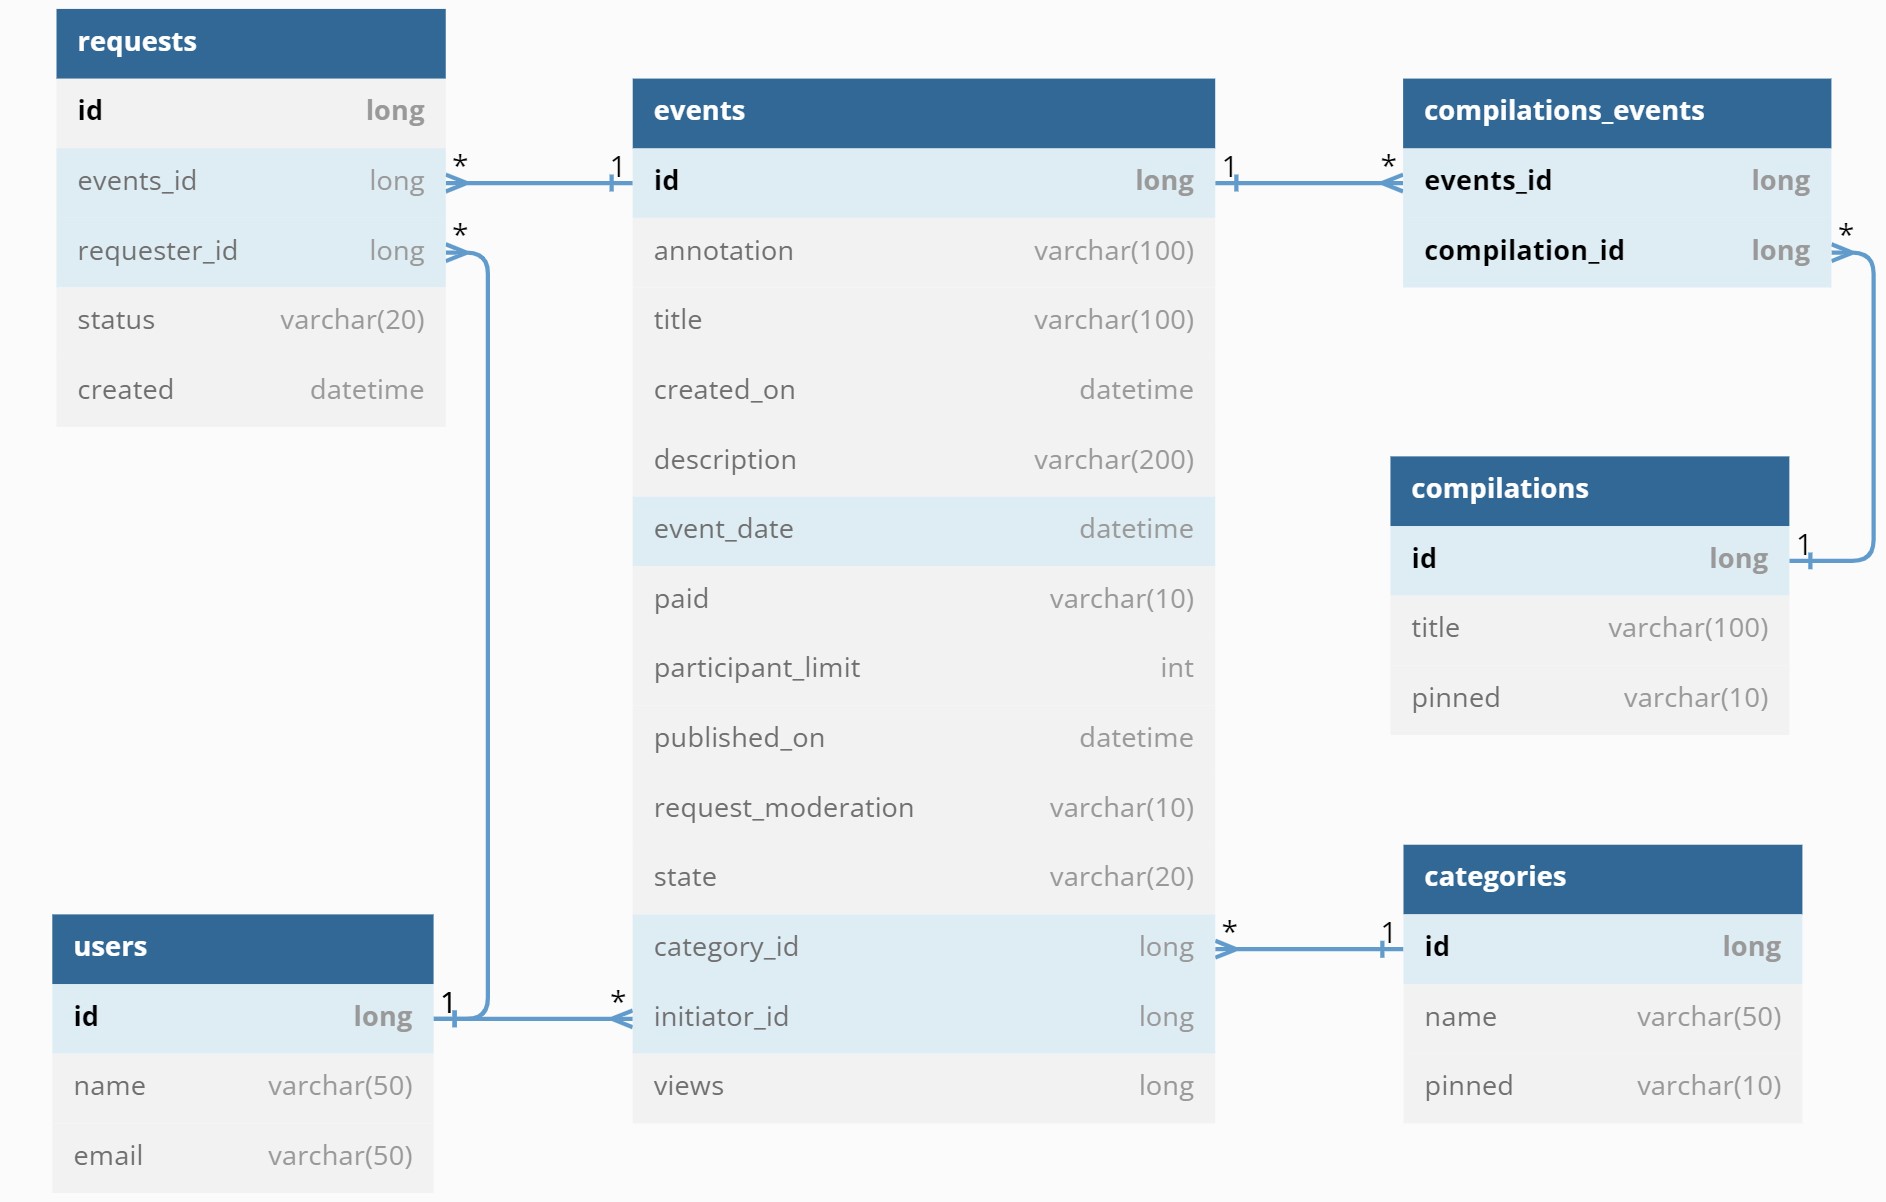 requests
id long
events_id long
requester_id long
status varchar(20)
created datetime
* 1
*
events
id long
annotation varchar(100)
title varchar(100)
created_on datetime
description varchar(200)
event_date datetime
paid varchar(10)
participant_limit int
published_on datetime
request_moderation varchar(10)
state varchar(20)
category_id long
initiator_id long
views long
1 *
compilations_events
events_id long
compilation_id long
*
compilations
id long
title varchar(100)
pinned varchar(10)
1
* 1
categories
id long
name varchar(50)
pinned varchar(10)
users
id long
name varchar(50)
email varchar(50)
1 *